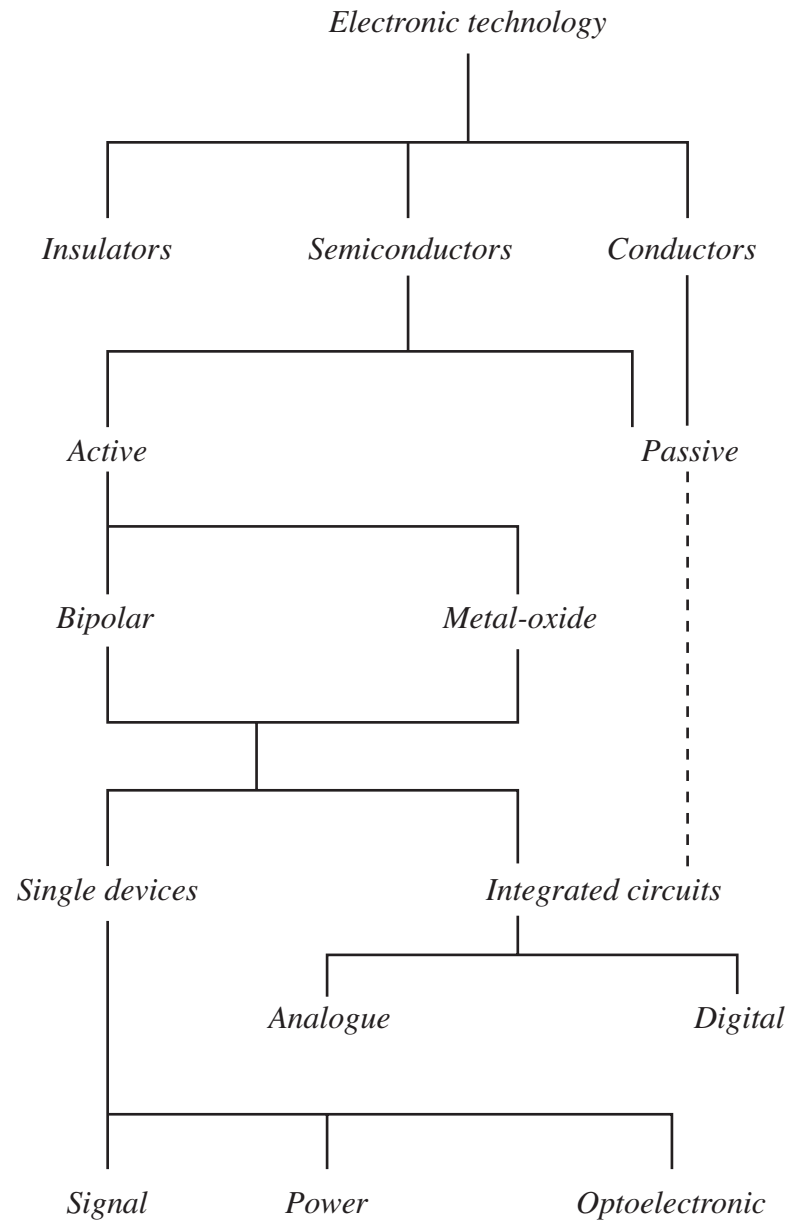 Electronic technology
Insulators
Semiconductors
Conductors
Active
Passive
Bipolar
Metal-oxide
Single devices
Integrated circuits
Analogue
Digital
Signal
Power
Optoelectronic